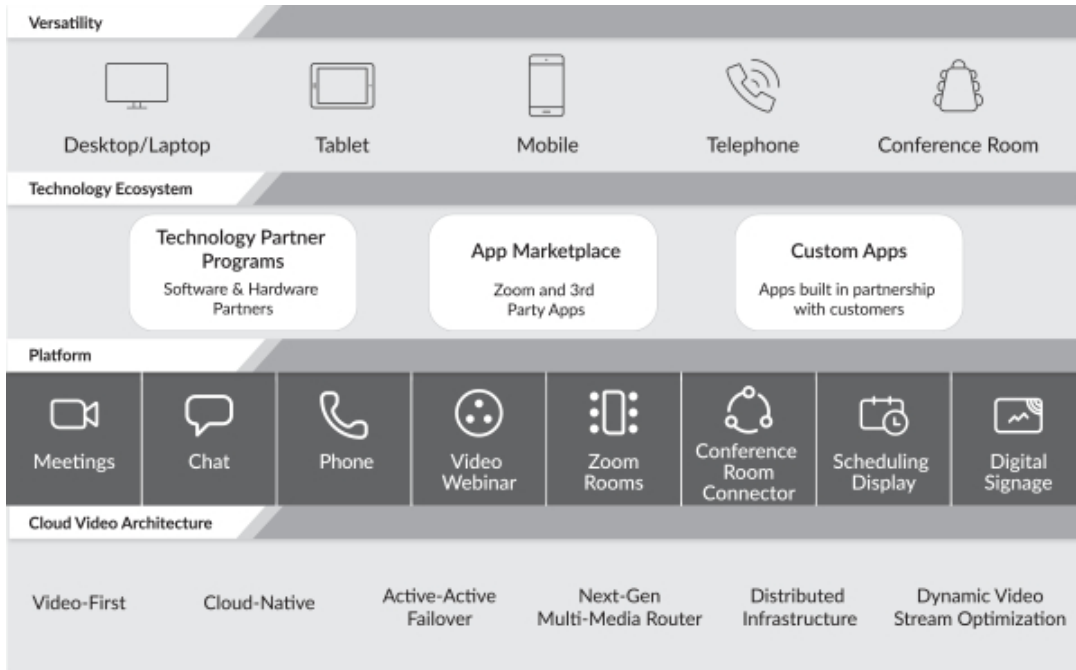 Versatility
Desktop/Laptop
Tablet
Mobile
Telephone
Conference Room
Technology Ecosystem
Technology Partner
Programs
Software & Hardware
Partners
App Marketplace
Zoom and 3rd
Party Apps
Custom Apps
Apps built in partnership
with customers
Platform
Meetings
Chat
Phone
Video
Webinar
Zoom
Rooms
Conference
Room
Connector
Scheduling
Display
Digital
Signage
Cloud Video Architecture
Video-First
Cloud-Native
Active-Active
Failover
Next-Gen
Multi-Media Router
Distributed
Infrastructure
Dynamic Video
Stream Optimization